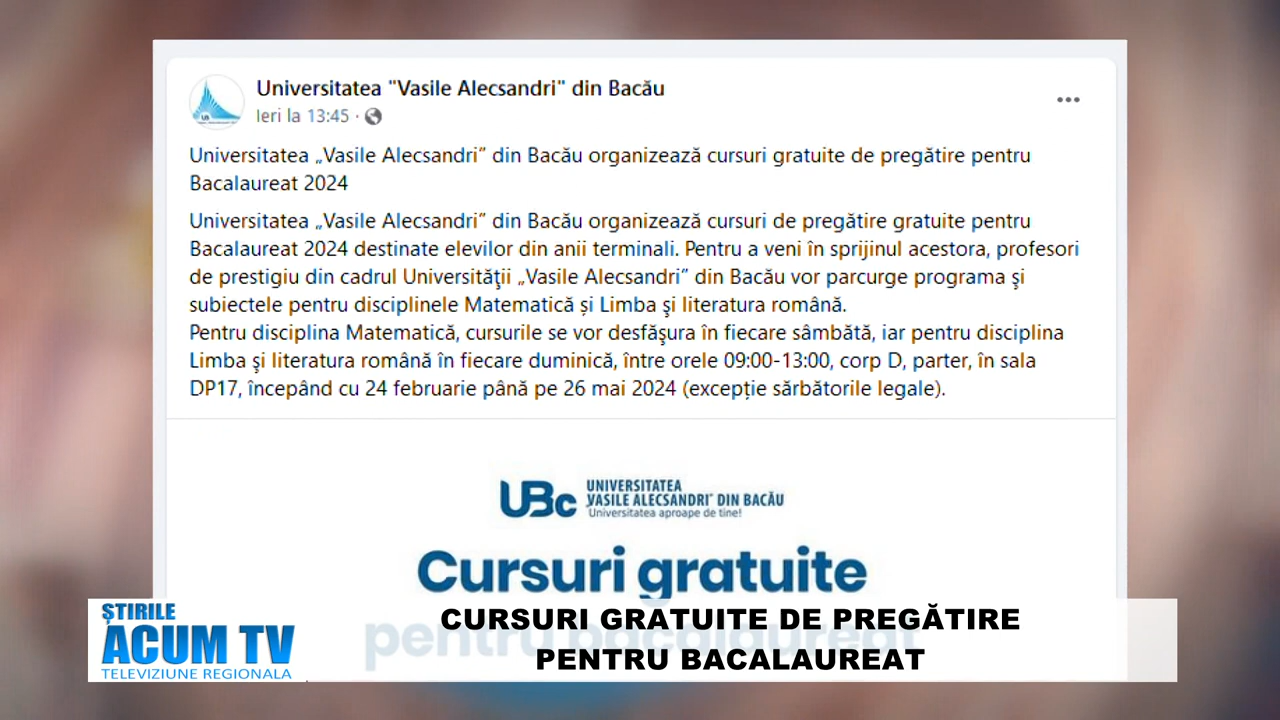 Universitatea "Vasile Alecsandri" din Bacău
Ieri la 13:45 ·
Universitatea „Vasile Alecsandri” din Bacău organizează cursuri gratuite de pregătire pentru
Bacalaureat 2024
Universitatea „Vasile Alecsandri” din Bacău organizează cursuri de pregătire gratuite pentru
Bacalaureat 2024 destinate elevilor din anii terminali. Pentru a veni în sprijinul acestora, profesori
de prestigiu din cadrul Universităţii „Vasile Alecsandri” din Bacău vor parcurge programa şi
subiectele pentru disciplinele Matematică și Limba şi literatura română.
Pentru disciplina Matematică, cursurile se vor desfăşura în fiecare sâmbătă, iar pentru disciplina
Limba şi literatura română în fiecare duminică, între orele 09:00-13:00, corp D, parter, în sala
DP17, începând cu 24 februarie până pe 26 mai 2024 (excepție sărbătorile legale).
UBc UNIVERSITATEA
„VASILE ALECSANDRI” DIN BACĂU
Universitatea aproape de tine!
Cursuri gratuite
pentru bacalaureat
ȘTIRILE
ACUM TV
TELEVIZIUNE REGIONALA
CURSURI GRATUITE DE PREGĂTIRE
PENTRU BACALAUREAT